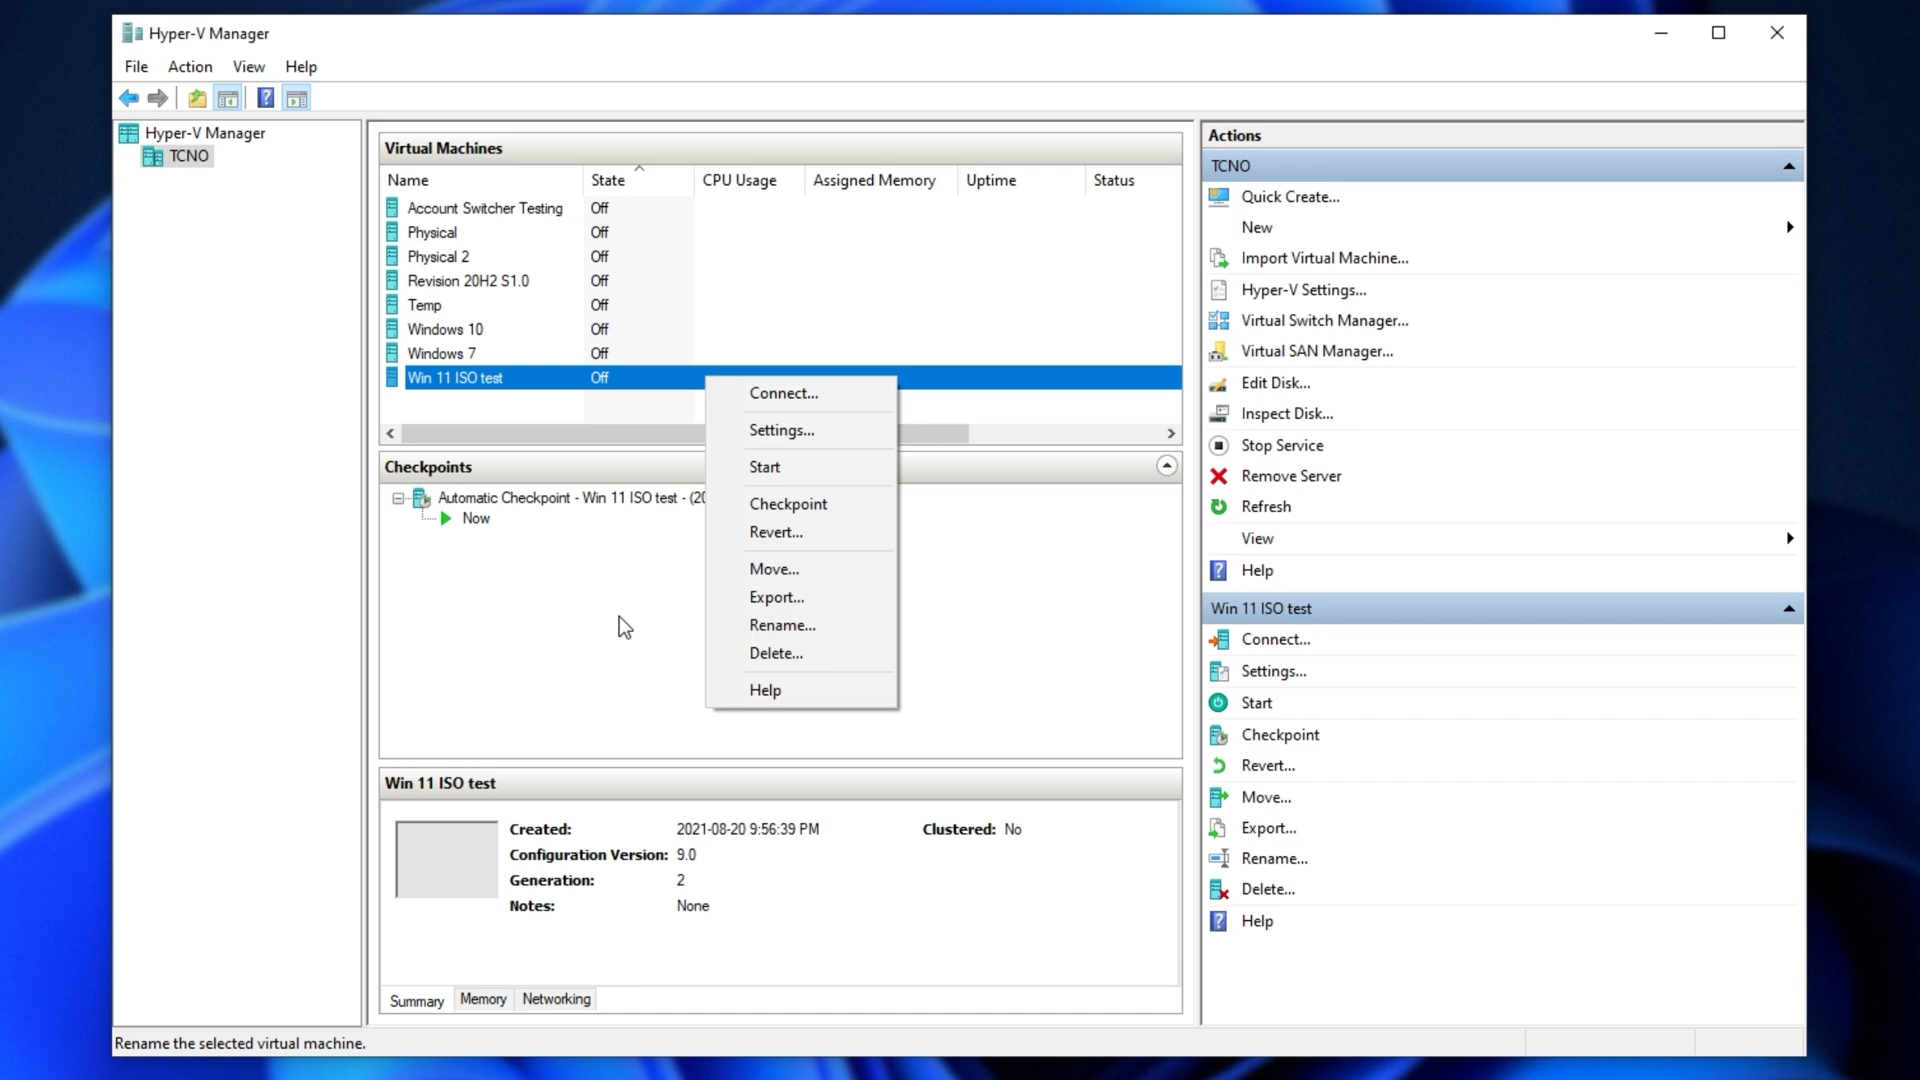 Hyper-V Manager
File Action View Help
Hyper-V Manager
TCNO
Virtual Machines
Name State CPU Usage Assigned Memory Uptime Status
Account Switcher Testing Off
Physical Off
Physical 2 Off
Revision 20H2 S1.0 Off
Temp Off
Windows 10 Off
Windows 7 Off
Win 11 ISO test Off
Connect...
Settings...
Start
Checkpoint
Revert...
Move...
Export...
Rename...
Delete...
Help
Checkpoints
Automatic Checkpoint - Win 11 ISO test - (20
Now
Win 11 ISO test
Created: 2021-08-20 9:56:39 PM Clustered: No
Configuration Version: 9.0
Generation: 2
Notes: None
Summary Memory Networking
Actions
TCNO
Quick Create...
New
Import Virtual Machine...
Hyper-V Settings...
Virtual Switch Manager...
Virtual SAN Manager...
Edit Disk...
Inspect Disk...
Stop Service
Remove Server
Refresh
View
Help
Win 11 ISO test
Connect...
Settings...
Start
Checkpoint
Revert...
Move...
Export...
Rename...
Delete...
Help
Rename the selected virtual machine.